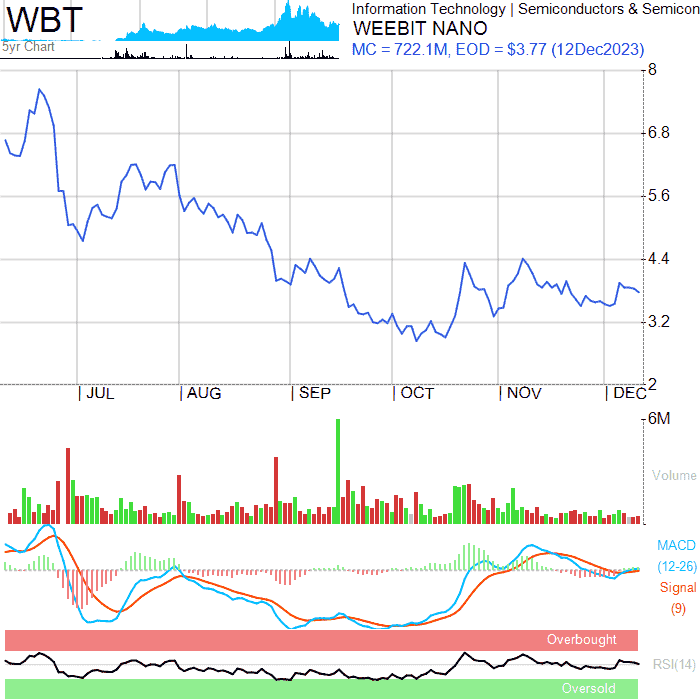 WBT
5yr Chart
Information Technology | Semiconductors & Semicon
WEEBIT NANO
MC = 722.1M, EOD = $3.77 (12Dec2023)
8
6.8
5.6
4.4
3.2
2
| JUL | AUG | SEP | OCT | NOV | DEC
6M
Volume
MACD
(12-26)
Signal
(9)
Overbought
RSI(14)
Oversold